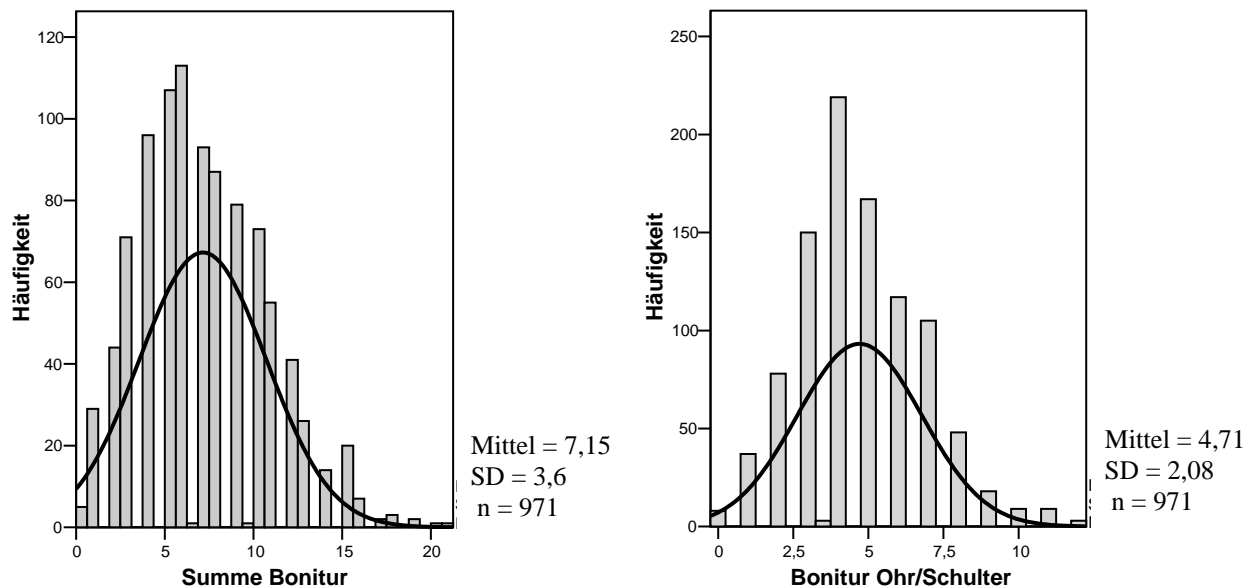 120
100
80
60
40
20
0
Häufigkeit
0 5 10 15 20
Summe Bonitur
Mittel = 7,15
SD = 3,6
n = 971
250
200
150
100
50
0
Häufigkeit
0 2,5 5 7,5 10
Bonitur Ohr/Schulter
Mittel = 4,71
SD = 2,08
n = 971